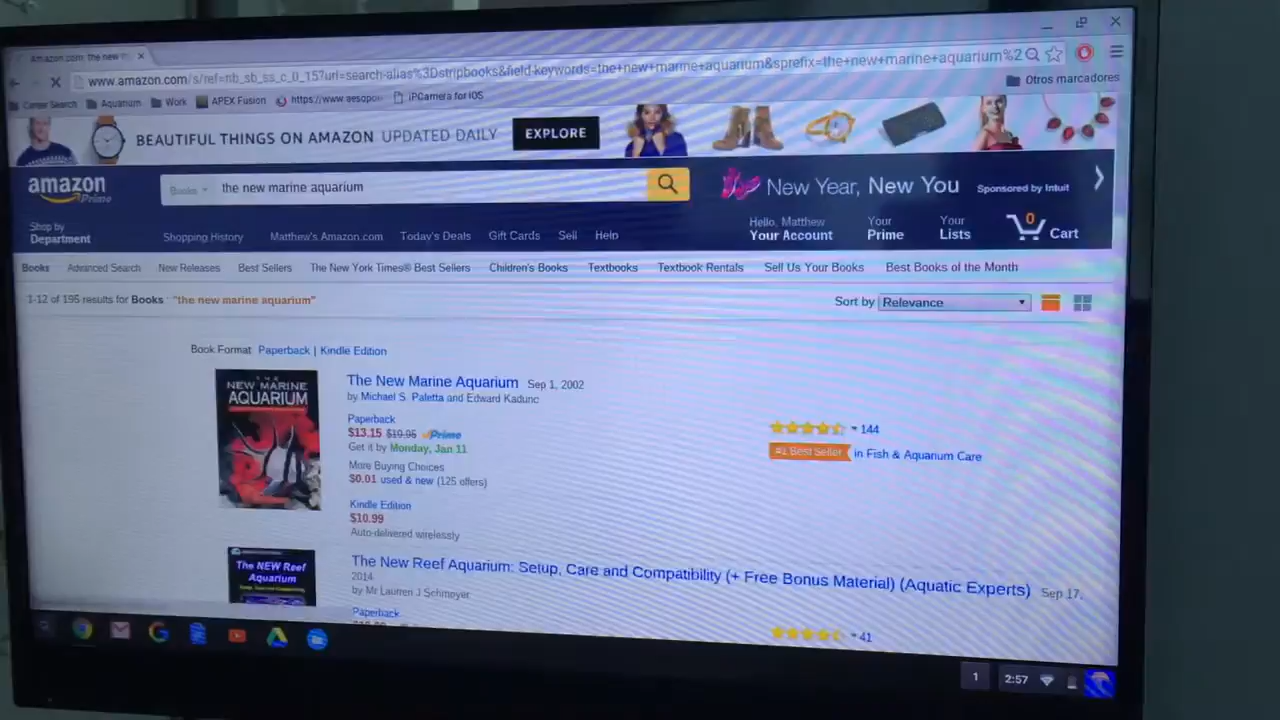 Amazon.com: the new
www.amazon.com/s/ref=nb_sb_ss_c_0_15?url=search-alias%3Dstripbooks&field-keywords=the+new+marine+aquarium&sprefix=the+new+marine+aquarium%2
Otros marcadores
Career Search Aquarium Work APEX Fusion https://www.aesopo iPCamera for iOS
BEAUTIFUL THINGS ON AMAZON UPDATED DAILY EXPLORE
amazon Prime
Books the new marine aquarium
New Year, New You Sponsored by Intuit
Shop by Department
Shopping History Matthew's Amazon.com Today's Deals Gift Cards Sell Help
Hello, Matthew Your Account
Your Prime
Your Lists
0 Cart
Books Advanced Search New Releases Best Sellers The New York Times® Best Sellers Children's Books Textbooks Textbook Rentals Sell Us Your Books Best Books of the Month
1-12 of 195 results for Books : "the new marine aquarium"
Sort by Relevance
Book Format Paperback | Kindle Edition
THE
NEW MARINE
AQUARIUM
The New Marine Aquarium Sep 1, 2002
by Michael S. Paletta and Edward Kadunc
Paperback
$13.15 $19.95 Prime
Get it by Monday, Jan 11
More Buying Choices
$0.01 used & new (125 offers)
Kindle Edition
$10.99
Auto-delivered wirelessly
144
#1 Best Seller in Fish & Aquarium Care
The NEW Reef
Aquarium
The New Reef Aquarium: Setup, Care and Compatibility (+ Free Bonus Material) (Aquatic Experts) Sep 17,
2014
by Mr Lauren J Schmoyer
Paperback
41
1 2:57